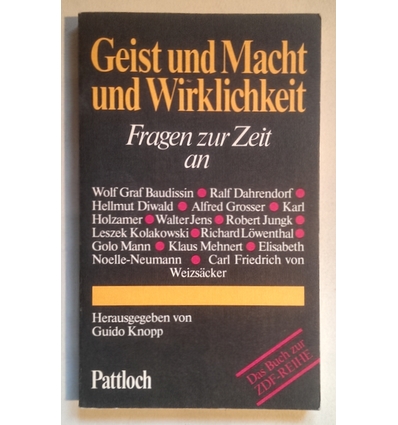 Geist und Macht
und Wirklichkeit
Fragen zur Zeit
an
Wolf Graf Baudissin ● Ralf Dahrendorf ●
Hellmut Diwald ● Alfred Grosser ● Karl
Holzamer ● Walter Jens ● Robert Jungk ●
Leszek Kolakowski ● Richard Löwenthal ●
Golo Mann ● Klaus Mehnert ● Elisabeth
Noelle-Neumann ● Carl Friedrich von
Weizsäcker
Herausgegeben von
Guido Knopp
Das Buch zur
ZDF-REIHE
Pattloch